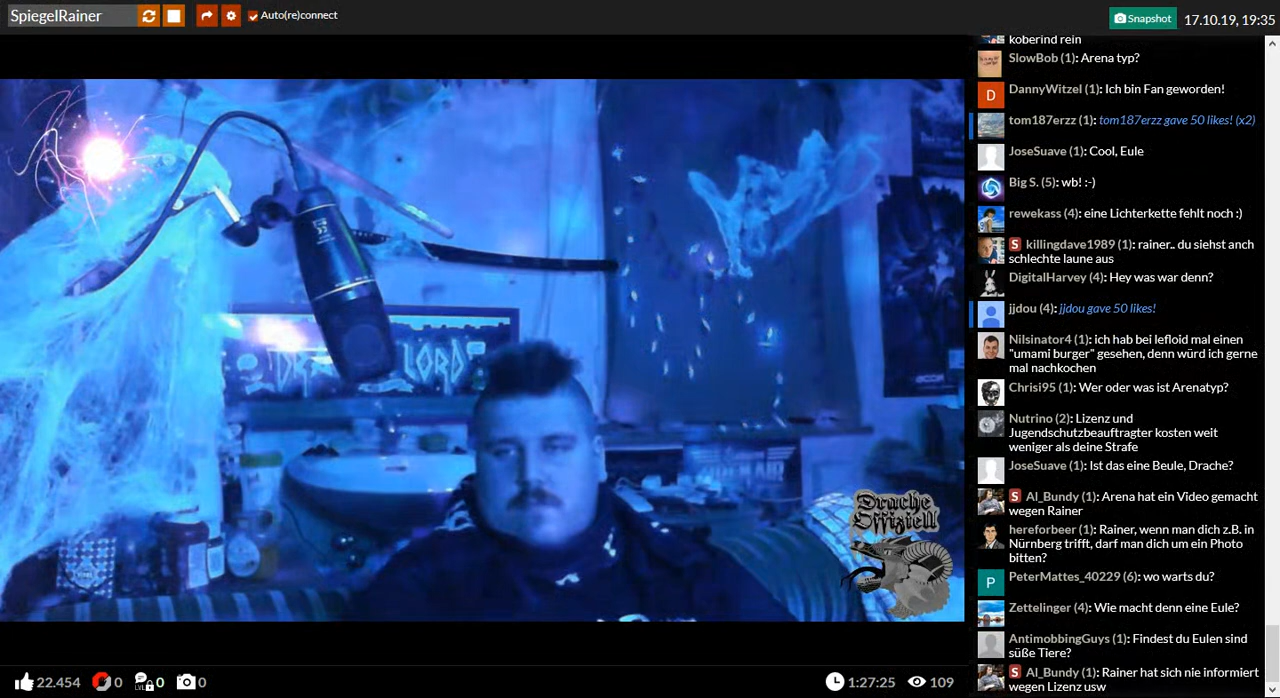 SpiegelRainer
Auto(re)connect
Snapshot
17.10.19, 19:35
koberind rein
SlowBob (1): Arena typ?
D
DannyWitzel (1): Ich bin Fan geworden!
tom187erzz (1): tom187erzz gave 50 likes! (x2)
JoseSuave (1): Cool, Eule
Big S. (5): wb! :-)
rewekass (4): eine Lichterkette fehlt noch :)
S killingdave1989 (1): rainer.. du siehst anch
schlechte laune aus
DigitalHarvey (4): Hey was war denn?
jjdou (4): jjdou gave 50 likes!
Nilsinator4 (1): ich hab bei lefloid mal einen
"umami burger" gesehen, denn würd ich gerne
mal nachkochen
Chrisi95 (1): Wer oder was ist Arenatyp?
Nutrino (2): Lizenz und
Jugendschutzbeauftragter kosten weit
weniger als deine Strafe
JoseSuave (1): Ist das eine Beule, Drache?
S Al_Bundy (1): Arena hat ein Video gemacht
wegen Rainer
hereforbeer (1): Rainer, wenn man dich z.B. in
Nürnberg trifft, darf man dich um ein Photo
bitten?
P
PeterMattes_40229 (6): wo warts du?
Zettelinger (4): Wie macht denn eine Eule?
AntimobbingGuys (1): Findest du Eulen sind
süße Tiere?
S Al_Bundy (1): Rainer hat sich nie informiert
wegen Lizenz usw
LORD
Drache
Offiziell
22.454
0
LVL
0
0
1:27:25
109